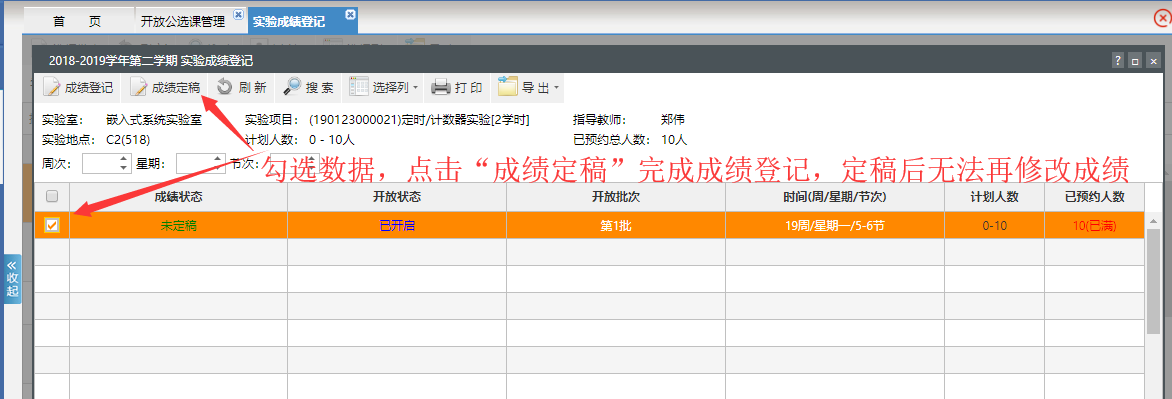 首 页 开放公选课管理 实验成绩登记
2018-2019学年第二学期 实验成绩登记
成绩登记 成绩定稿 刷 新 搜 索 选择列 打 印 导 出
实验室： 嵌入式系统实验室 实验项目： (190123000021)定时/计数器实验[2学时] 指导教师： 郑伟
实验地点： C2(518) 计划人数： 0 - 10人 已预约总人数： 10人
周次： 星期： 节次：
勾选数据，点击“成绩定稿”完成成绩登记，定稿后无法再修改成绩
成绩状态 开放状态 开放批次 时间(周/星期/节次) 计划人数 已预约人数
未定稿 已开启 第1批 19周/星期一/5-6节 0-10 10(已满)
收起